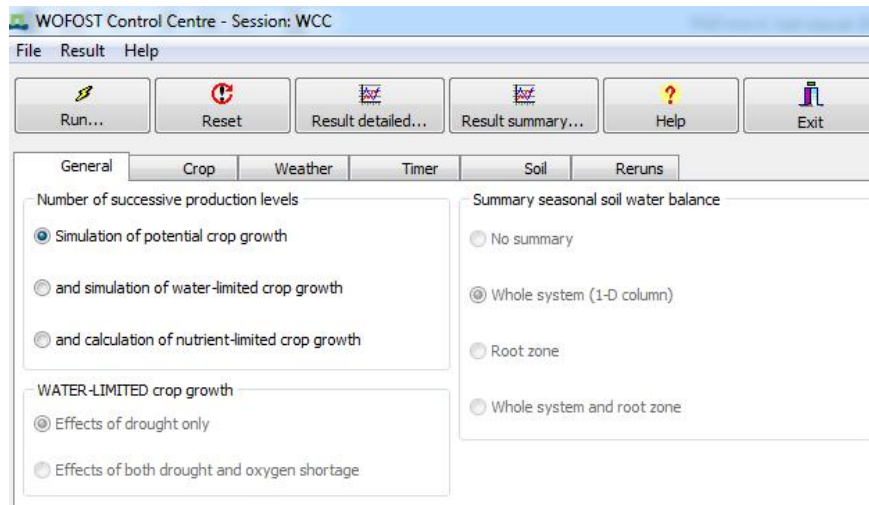 WOFOST Control Centre - Session: WCC
File Result Help
Run... Reset Result detailed... Result summary... Help Exit
General Crop Weather Timer Soil Reruns
Number of successive production levels
Simulation of potential crop growth
and simulation of water-limited crop growth
and calculation of nutrient-limited crop growth
WATER-LIMITED crop growth
Effects of drought only
Effects of both drought and oxygen shortage
Summary seasonal soil water balance
No summary
Whole system (1-D column)
Root zone
Whole system and root zone